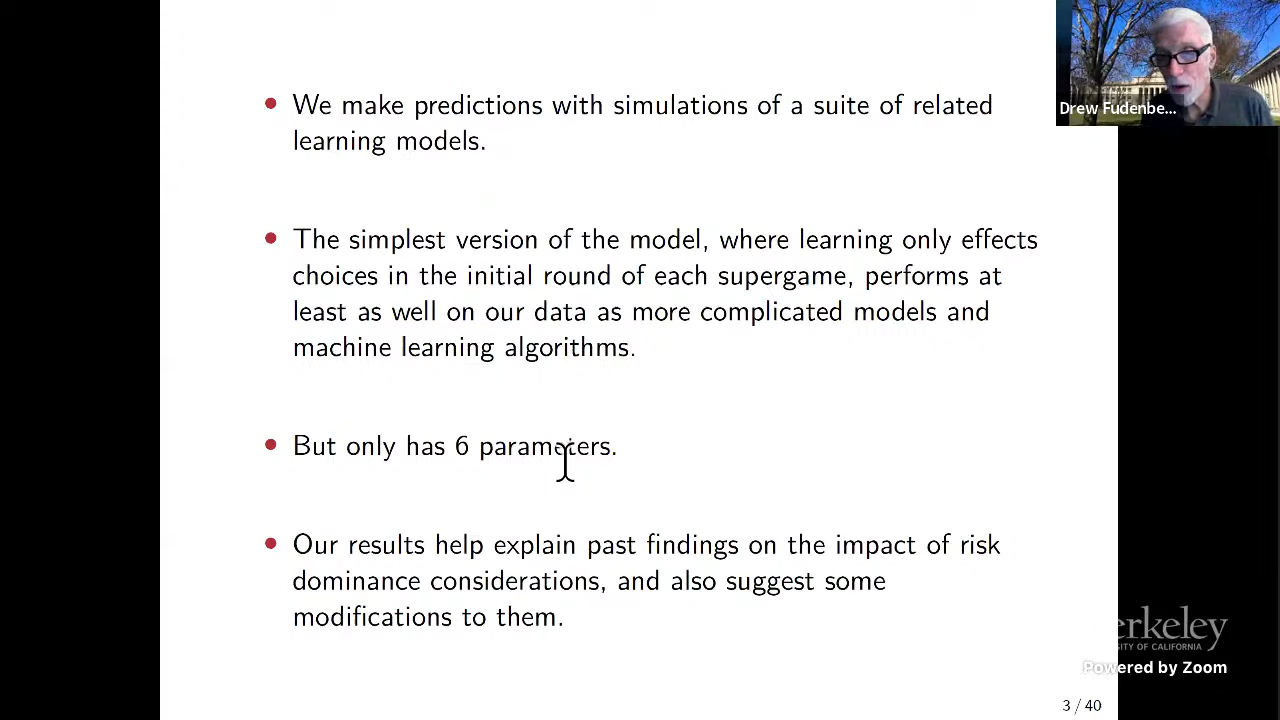 We make predictions with simulations of a suite of related
learning models.
The simplest version of the model, where learning only effects
choices in the initial round of each supergame, performs at
least as well on our data as more complicated models and
machine learning algorithms.
But only has 6 parameters.
Our results help explain past findings on the impact of risk
dominance considerations, and also suggest some
modifications to them.
Drew Fudenbe...
erkeley
SITY OF CALIFORNIA
Powered by Zoom
3 / 40